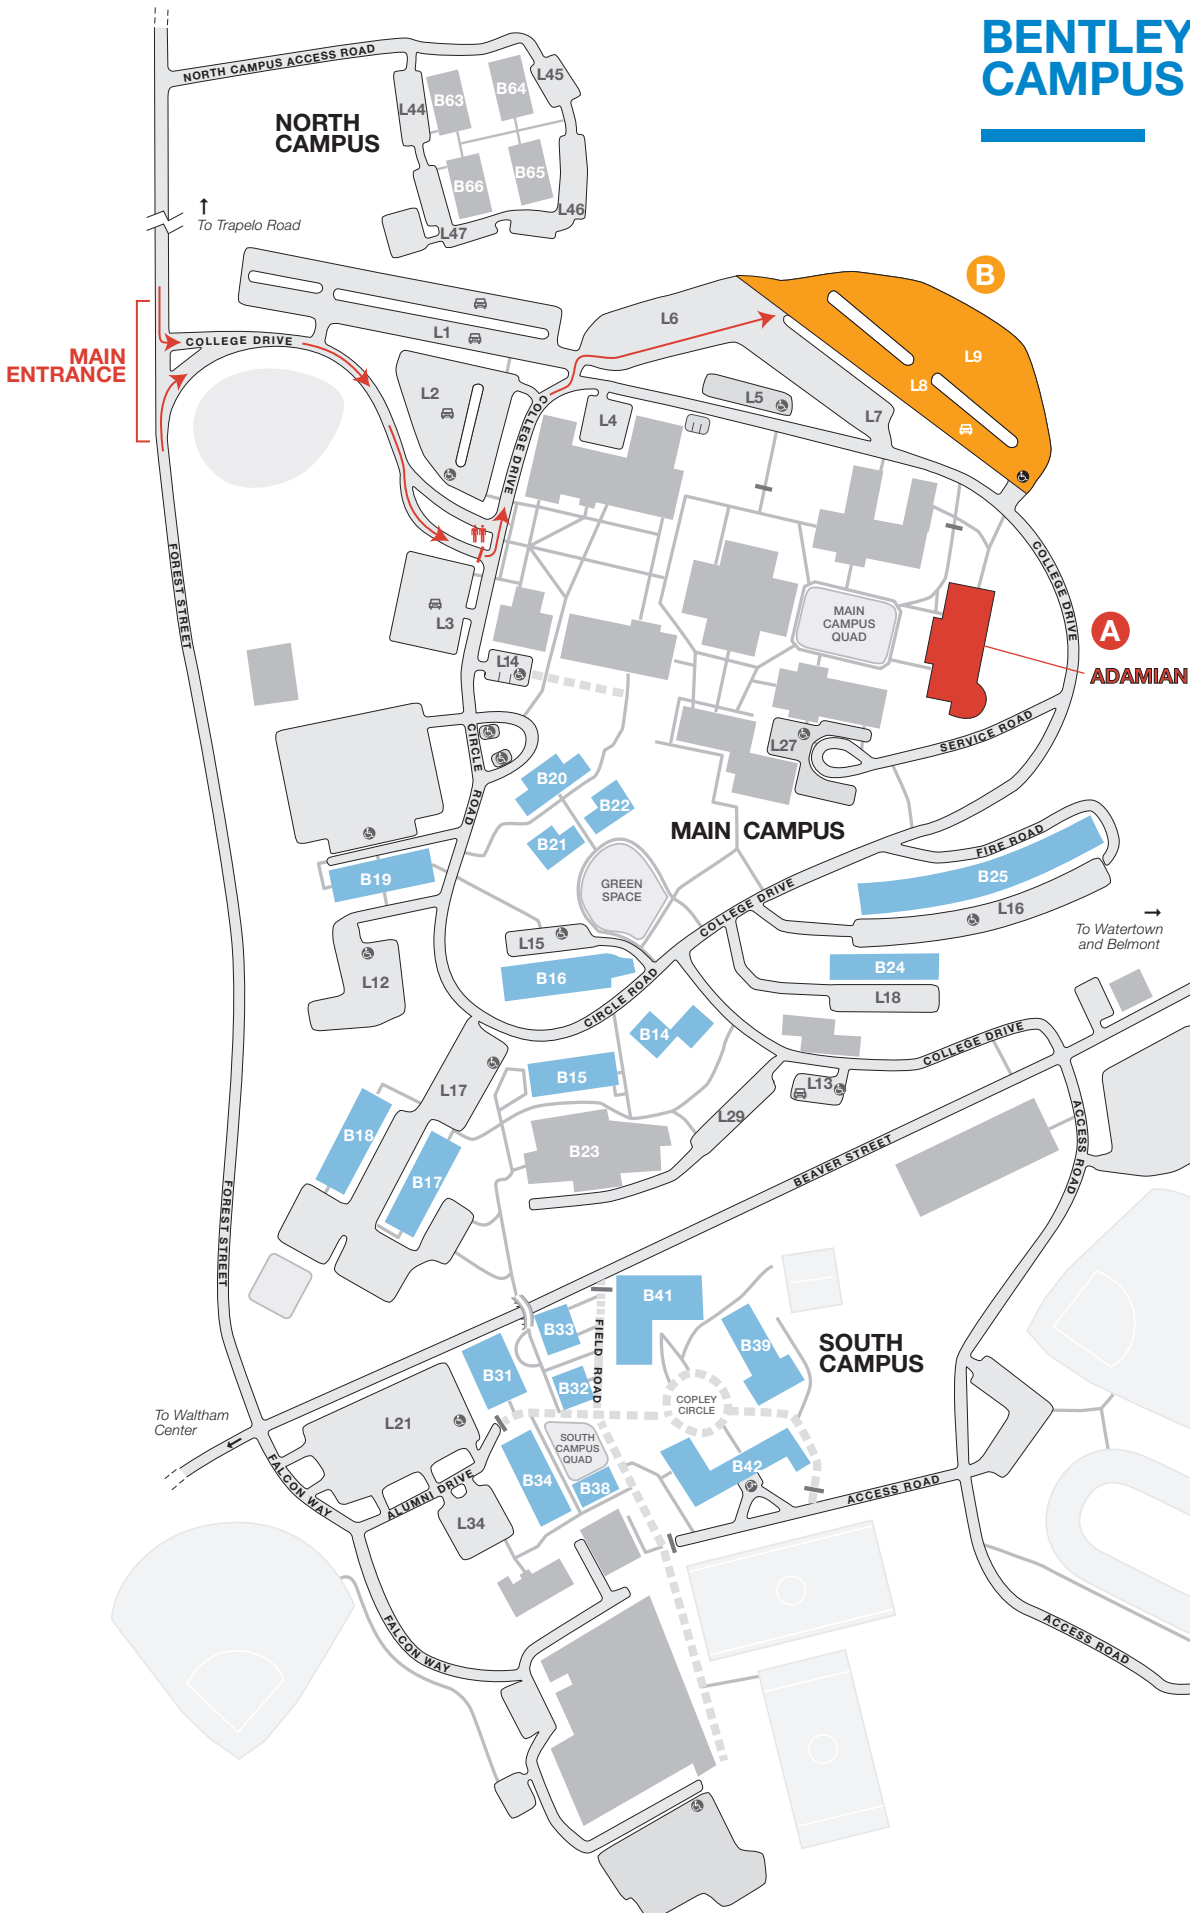 BENTLEY
CAMPUS
NORTH CAMPUS ACCESS ROAD
L45
B64
B63
L44
NORTH
CAMPUS
B65
B66
L46
To Trapelo Road
L47
B
L6
L1
COLLEGE DRIVE
MAIN
ENTRANCE
L9
L8
L2
L5
L7
L4
COLLEGE DRIVE
FOREST STREET
COLLEGE DRIVE
L3
MAIN
CAMPUS
QUAD
A
ADAMIAN
L14
CIRCLE ROAD
L27
SERVICE ROAD
B20
B22
B21
MAIN CAMPUS
FIRE ROAD
B19
B25
GREEN
SPACE
COLLEGE DRIVE
L16
To Watertown
and Belmont
L15
B16
B24
L12
L18
CIRCLE ROAD
B14
COLLEGE DRIVE
B15
L17
L13
L29
ACCESS ROAD
B18
B23
BEAVER STREET
B17
FOREST STREET
B41
B33
FIELD ROAD
B39
SOUTH
CAMPUS
B31
B32
COPLEY
CIRCLE
To Waltham
Center
L21
SOUTH
CAMPUS
QUAD
B42
B34
B38
FALCON WAY
ALUMNI DRIVE
ACCESS ROAD
L34
FALCON WAY
ACCESS ROAD